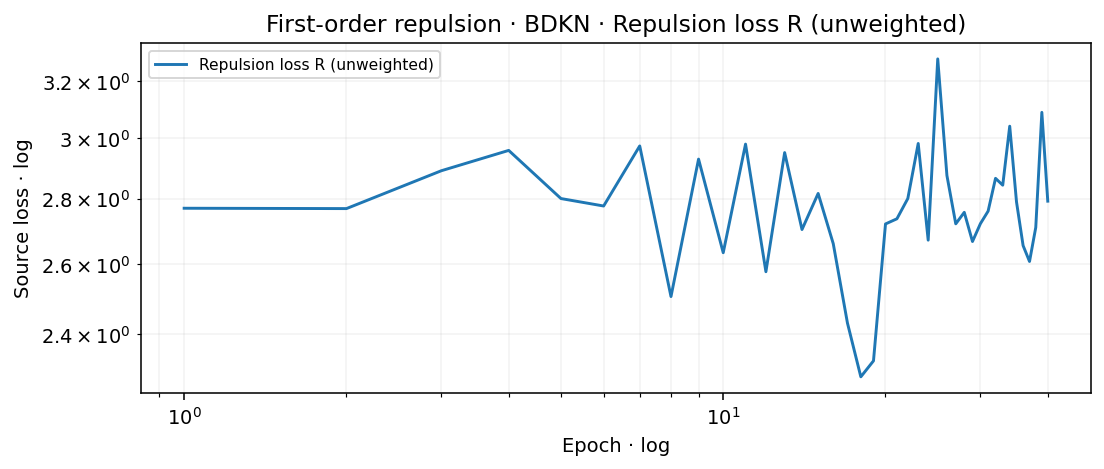 First-order repulsion · BDKN · Repulsion loss R (unweighted)
Repulsion loss R (unweighted)
Source loss · log
3.2 × 10⁰
3 × 10⁰
2.8 × 10⁰
2.6 × 10⁰
2.4 × 10⁰
10⁰ 10¹
Epoch · log